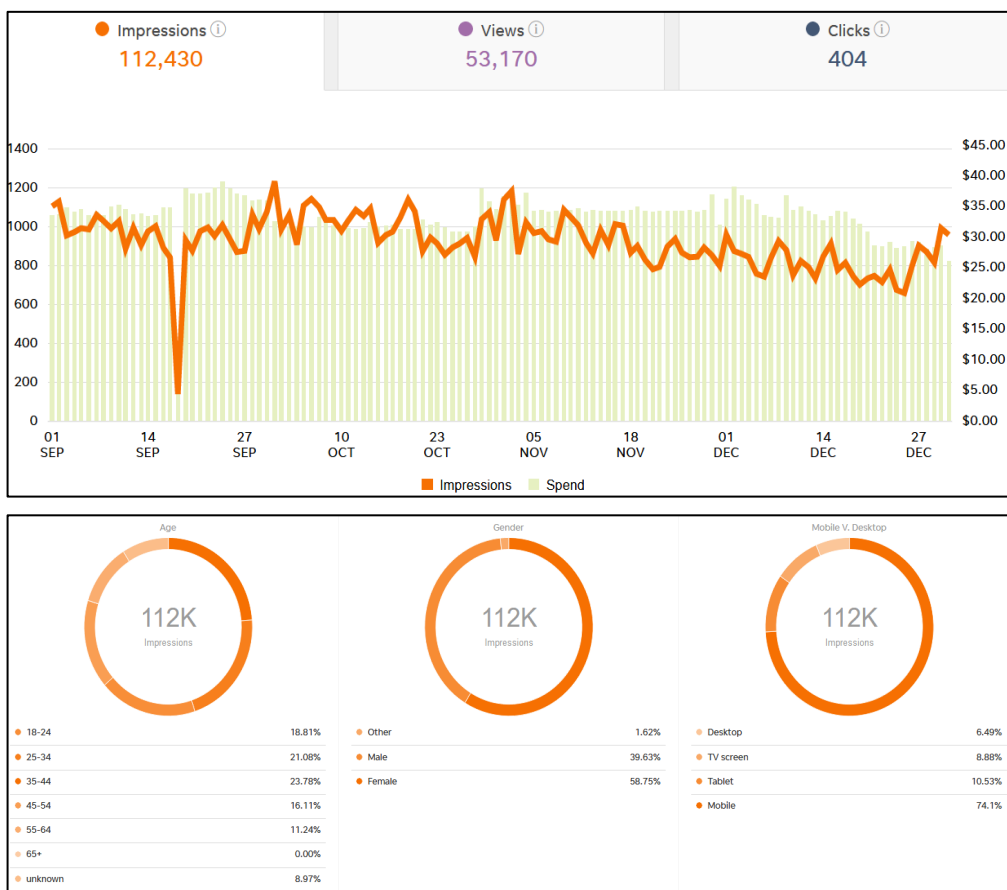 Impressions ⓘ Views ⓘ Clicks ⓘ
112,430 53,170 404
1400 $45.00
1200 $40.00
1000 $35.00
800 $30.00
600 $25.00
400 $20.00
200 $15.00
0 $10.00
$5.00
$0.00
01 14 27 10 23 05 18 01 14 27
SEP SEP SEP OCT OCT NOV NOV DEC DEC DEC
Impressions Spend
Age
112K
Impressions
18-24 18.81%
25-34 21.08%
35-44 23.78%
45-54 16.11%
55-64 11.24%
65+ 0.00%
unknown 8.97%
Gender
112K
Impressions
Other 1.62%
Male 39.63%
Female 58.75%
Mobile V. Desktop
112K
Impressions
Desktop 6.49%
TV screen 8.88%
Tablet 10.53%
Mobile 74.1%